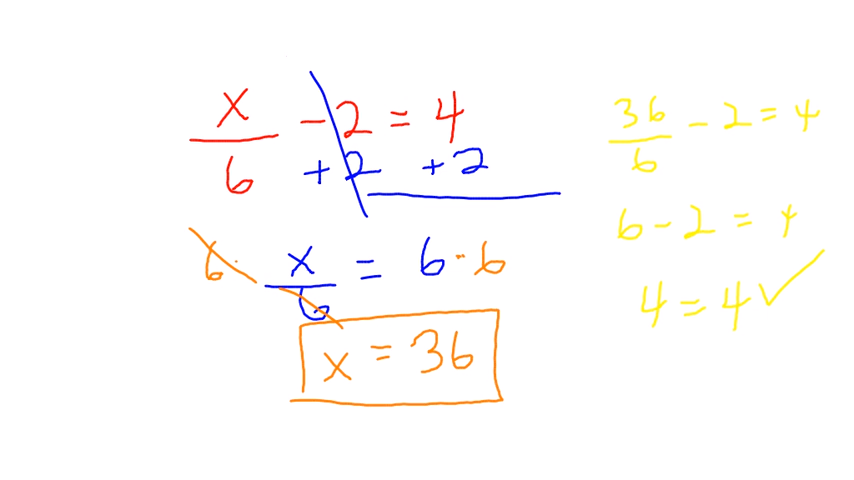 x/6 - 2 = 4
+2 +2
6 · x/6 = 6 · 6
x = 36
36/6 - 2 = 4
6 - 2 = 4
4 = 4 ✓